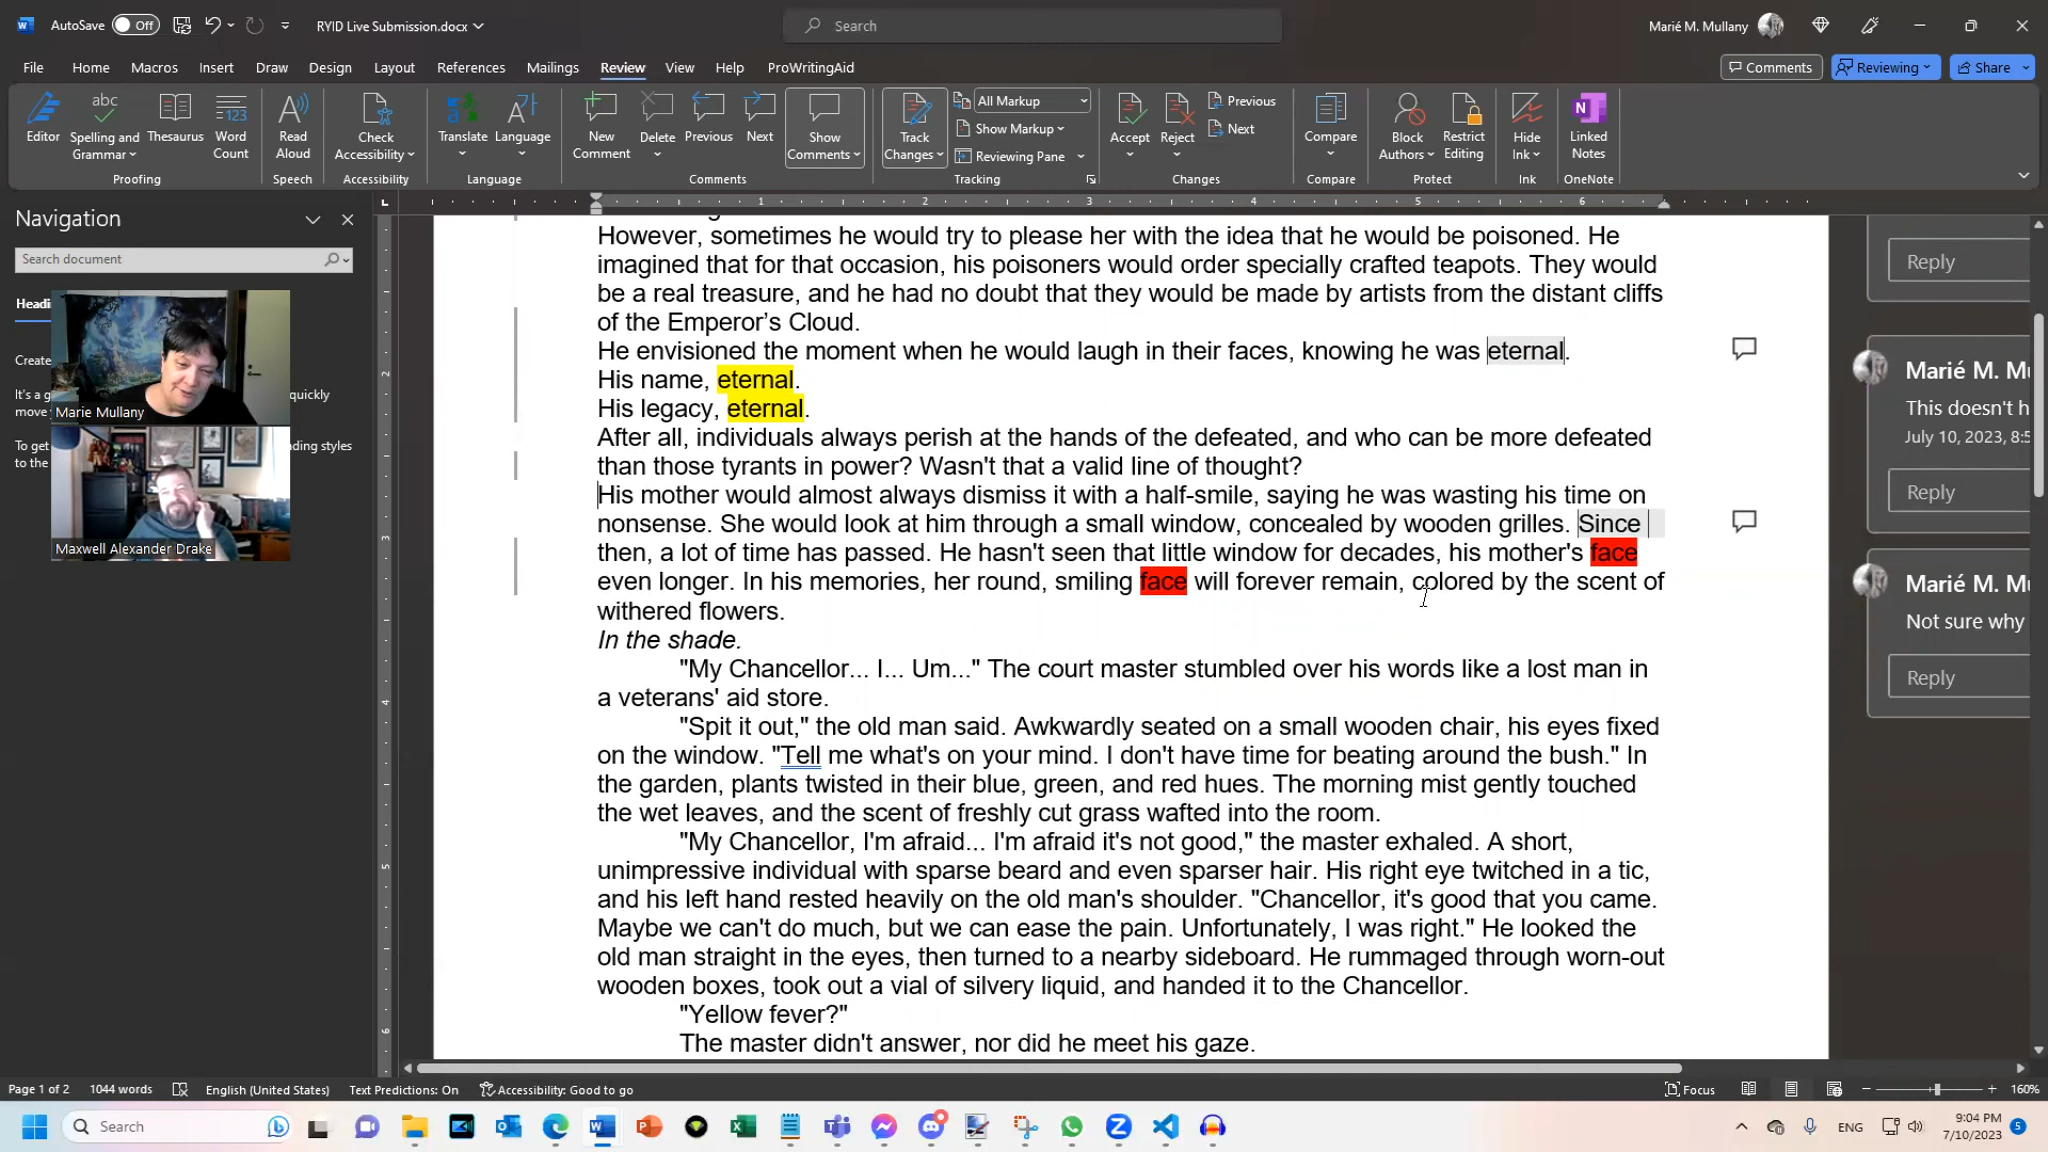 AutoSave Off RYID Live Submission.docx Search Marié M. Mullany
File Home Macros Insert Draw Design Layout References Mailings Review View Help ProWritingAid Comments Reviewing Share
Editor Spelling and Grammar Thesaurus Word Count Read Aloud Check Accessibility Translate Language New Comment Delete Previous Next Show Comments Track Changes All Markup Show Markup Reviewing Pane Accept Reject Previous Next Compare Block Authors Restrict Editing Hide Ink Linked Notes
Proofing Speech Accessibility Language Comments Tracking Changes Compare Protect Ink OneNote
Navigation
Search document
Headi
Create
It's a g quickly
move y
To get nding styles
to the
Marie Mullany
Maxwell Alexander Drake
1 2 3 4 5 6
2
3
4
5
6
However, sometimes he would try to please her with the idea that he would be poisoned. He
imagined that for that occasion, his poisoners would order specially crafted teapots. They would
be a real treasure, and he had no doubt that they would be made by artists from the distant cliffs
of the Emperor’s Cloud.
He envisioned the moment when he would laugh in their faces, knowing he was eternal.
His name, eternal.
His legacy, eternal.
After all, individuals always perish at the hands of the defeated, and who can be more defeated
than those tyrants in power? Wasn't that a valid line of thought?
His mother would almost always dismiss it with a half-smile, saying he was wasting his time on
nonsense. She would look at him through a small window, concealed by wooden grilles. Since
then, a lot of time has passed. He hasn't seen that little window for decades, his mother's face
even longer. In his memories, her round, smiling face will forever remain, colored by the scent of
withered flowers.
In the shade.
"My Chancellor... I... Um..." The court master stumbled over his words like a lost man in
a veterans' aid store.
"Spit it out," the old man said. Awkwardly seated on a small wooden chair, his eyes fixed
on the window. "Tell me what's on your mind. I don't have time for beating around the bush." In
the garden, plants twisted in their blue, green, and red hues. The morning mist gently touched
the wet leaves, and the scent of freshly cut grass wafted into the room.
"My Chancellor, I'm afraid... I'm afraid it's not good," the master exhaled. A short,
unimpressive individual with sparse beard and even sparser hair. His right eye twitched in a tic,
and his left hand rested heavily on the old man's shoulder. "Chancellor, it's good that you came.
Maybe we can't do much, but we can ease the pain. Unfortunately, I was right." He looked the
old man straight in the eyes, then turned to a nearby sideboard. He rummaged through worn-out
wooden boxes, took out a vial of silvery liquid, and handed it to the Chancellor.
"Yellow fever?"
The master didn't answer, nor did he meet his gaze.
Reply
Marié M. Mu
This doesn't h
July 10, 2023, 8:5
Reply
Marié M. Mu
Not sure why
Reply
Page 1 of 2 1044 words English (United States) Text Predictions: On Accessibility: Good to go Focus 160%
Search ENG 9:04 PM
7/10/2023 5